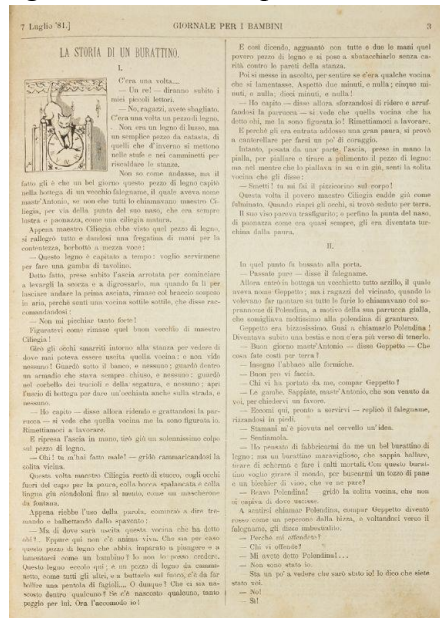 7 Luglio '81.]
GIORNALE PER I BAMBINI
3
LA STORIA DI UN BURATTINO.
I.
C'era una volta....
— Un re! — diranno subito i
miei piccoli lettori.
— No, ragazzi, avete sbagliato.
C'era una volta un pezzo di legno.
Non era un legno di lusso, ma
un semplice pezzo da catasta, di
quelli che d'inverno si mettono
nelle stufe e nei caminetti per
riscaldare le stanze.
Non so come andasse, ma il
fatto gli è che un bel giorno questo pezzo di legno capitò
nella bottega di un vecchio falegname, il quale aveva nome
mastr'Antonio, se non che tutti lo chiamavano maestro Ci-
liegia, per via della punta del suo naso, che era sempre
lustra e paonazza, come una ciliegia matura.
Appena maestro Ciliegia ebbe visto quel pezzo di legno,
si rallegrò tutto e dandosi una fregatina di mani per la
contentezza, borbottò a mezza voce:
— Questo legno è capitato a tempo: voglio servirmene
per fare una gamba di tavolino.
Detto fatto, prese subito l'ascia arrotata per cominciare
a levargli la scorza e a digrossarlo, ma quando fu lì per
lasciare andare la prima asciata, rimase col braccio sospeso
in aria, perché sentì una vocina sottile sottile, che disse rac-
comandandosi:
— Non mi picchiar tanto forte!
Figuratevi come rimase quel buon vecchio di maestro
Ciliegia!
Girò gli occhi smarriti intorno alla stanza per vedere di
dove mai poteva essere uscita quella vocina; e non vide
nessuno! Guardò sotto il banco, e nessuno; guardò dentro
un armadio che stava sempre chiuso, e nessuno; guardò
nel corbello dei trucioli e della segatura, e nessuno; aprì
l'uscio di bottega per dare un'occhiata anche sulla strada, e
nessuno.
— Ho capito — disse allora ridendo e grattandosi la par-
rucca — si vede che quella vocina me la sono figurata io.
Rimettiamoci a lavorare.
E ripresa l'ascia in mano, tirò giù un solennissimo colpo
sul pezzo di legno.
— Ohi! tu m'hai fatto male! — gridò rammaricandosi la
solita vocina.
Questa volta maestro Ciliegia restò di stucco, cogli occhi
fuori del capo per la paura, colla bocca spalancata e colla
lingua giù ciondoloni fino al mento, come un mascherone
da fontana.
Appena riebbe l'uso della parola, cominciò a dire tre-
mando e balbettando dallo spavento:
— Ma di dove sarà uscita questa vocina che ha detto
ohi?.. Eppure qui non c'è anima viva. Che sia per caso
questo pezzo di legno che abbia imparato a piangere e a
lamentarsi come un bambino? Io non lo posso credere.
Questo legno eccolo qui; è un pezzo di legno da cammi-
netto, come tutti gli altri, e a buttarlo sul fuoco, c'è da far
bollire una pentola di fagioli.... O dunque? Che ci sia na-
scosto dentro qualcuno? Se c'è nascosto qualcuno, tanto
peggio per lui. Ora l'accomodo io!
E così dicendo, agguantò con tutte e due le mani quel
povero pezzo di legno e si pose a sbatacchiarlo senza ca-
rità contro le pareti della stanza.
Poi si messe in ascolto, per sentire se c'era qualche vocina
che si lamentasse. Aspettò due minuti, e nulla; cinque mi-
nuti, e nulla; dieci minuti, e nulla!
— Ho capito — disse allora sforzandosi di ridere e arruf-
fandosi la parrucca — si vede che quella vocina che ha
detto ohi, me la sono figurata io! Rimettiamoci a lavorare.
E perché gli era entrata addosso una gran paura, si provò
a canterellare per farsi un po' di coraggio.
Intanto, posata da una parte l'ascia, prese in mano la
pialla, per piallare e tirare a pulimento il pezzo di legno:
ma nel mentre che lo piallava in su e in giù, sentì la solita
vocina che gli disse:
— Smetti! tu mi fai il pizzicorino sul corpo!
Questa volta il povero maestro Ciliegia cadde giù come
fulminato. Quando riaprì gli occhi, si trovò seduto per terra.
Il suo viso pareva trasfigurito; e perfino la punta del naso,
di paonazza come era quasi sempre, gli era diventata tur-
china dalla paura.
II.
In quel punto fu bussato alla porta.
— Passate pure — disse il falegname.
Allora entrò in bottega un vecchietto tutto arzillo, il quale
aveva nome Geppetto; ma i ragazzi del vicinato, quando lo
volevano far montare su tutte le furie lo chiamavano col so-
prannome di Polendina, a motivo della sua parrucca gialla,
che somigliava moltissimo alla polendina di granturco.
Geppetto era bizzosissimo. Guai a chiamarlo Polendina!
Diventava subito una bestia e non c'era più verso di tenerlo.
— Buon giorno mastr'Antonio — disse Geppetto — Che
cosa fate costì per terra?
— Insegno l'abbaco alle formiche.
— Buon pro vi faccia.
— Chi vi ha portato da me, compar Geppetto?
— Le gambe. Sappiate, mastr'Antonio, che son venuto da
voi, per chiedervi un favore.
— Eccomi qui, pronto a servirvi — replicò il falegname,
rizzandosi in piedi.
— Stamani m'è piovuta nel cervello un'idea.
— Sentiamola.
— Ho pensato di fabbricarmi da me un bel burattino di
legno; ma un burattino maraviglioso, che sappia ballare,
tirare di scherma e fare i salti mortali. Con questo burat-
tino voglio girare il mondo, per buscarmi un tozzo di pane
e un bicchier di vino, che ve ne pare?
— Bravo Polendina! — gridò la solita vocina, che non
si capiva di dove uscisse.
A sentirsi chiamare Polendina, compar Geppetto diventò
rosso come un peperone dalla bizza, e voltandosi verso il
falegname, gli disse imbestialito:
— Perché mi offendete?
— Chi vi offende?
— Mi avete detto Polendina!....
— Non sono stato io.
— Sta un po' a vedere che sarò stato io! Io dico che siete
stato voi.
— No!
— Sì!